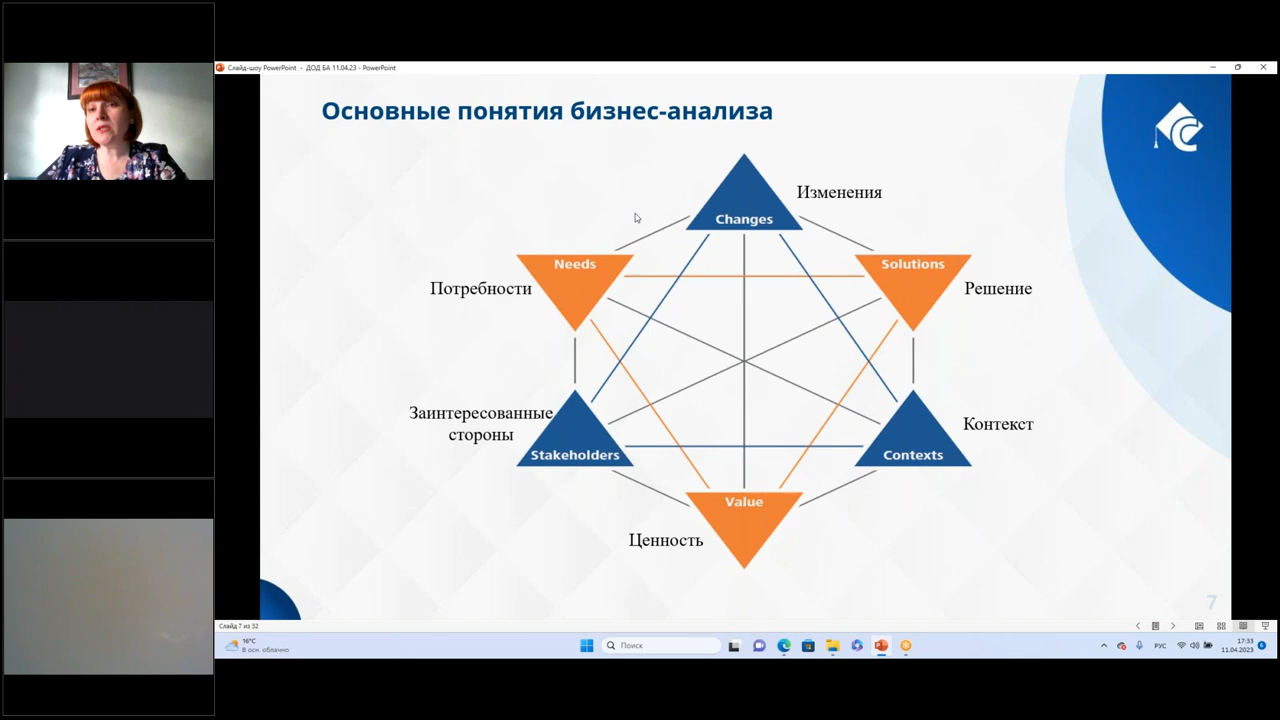 Слайд-шоу PowerPoint - ДОД БА 11.04.23 - PowerPoint
Основные понятия бизнес-анализа
Changes
Изменения
Needs
Solutions
Потребности
Решение
Заинтересованные
стороны
Контекст
Stakeholders
Contexts
Value
Ценность
7
Слайд 7 из 32
16°C
В осн. облачно
Поиск
РУС
17:33
11.04.2023